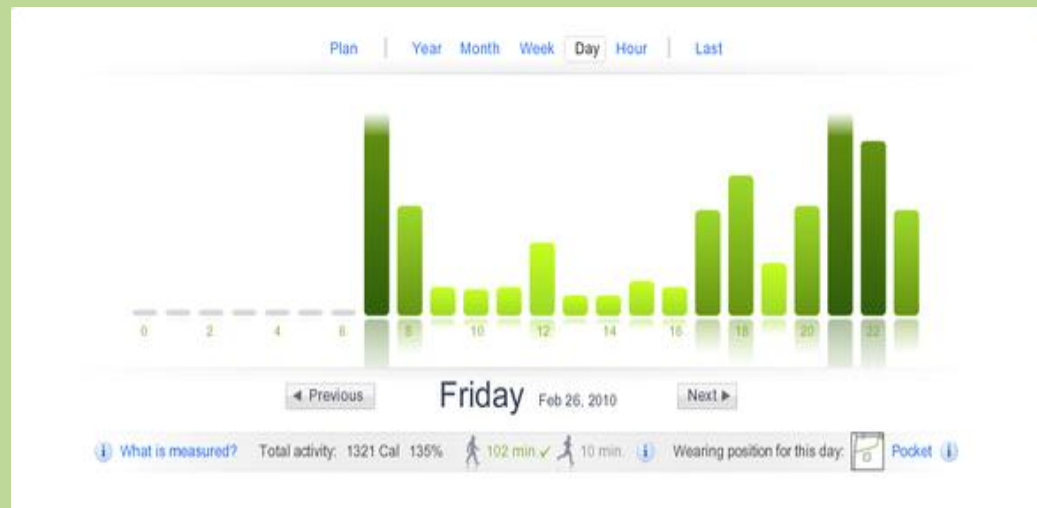 Plan | Year Month Week Day Hour | Last
0 2 4 6 8 10 12 14 16 18 20 22
◀ Previous Friday Feb 26, 2010 Next ▶
i What is measured? Total activity: 1321 Cal 135% 102 min ✓ 10 min. i Wearing position for this day: Pocket i